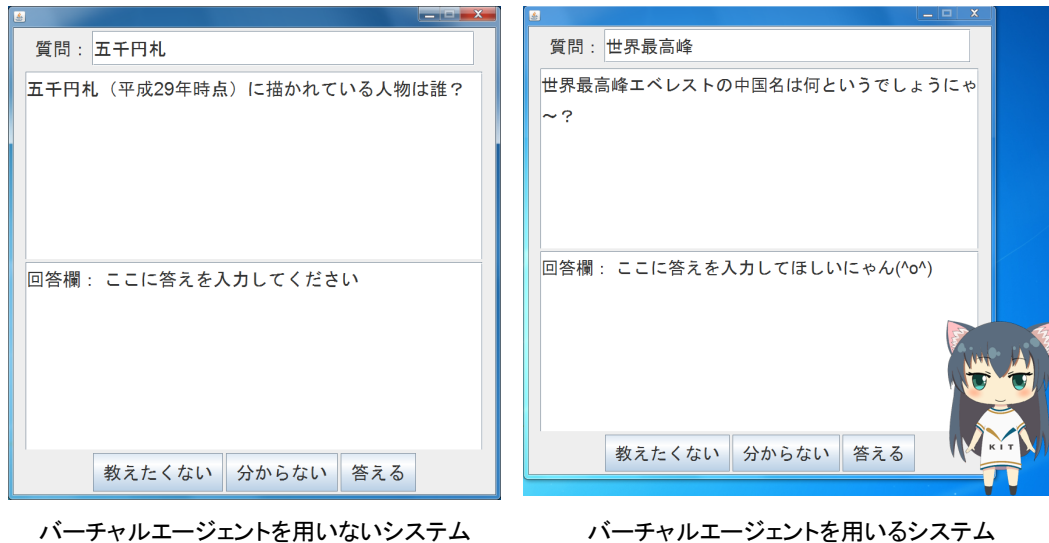 質問： 五千円札
五千円札（平成29年時点）に描かれている人物は誰？
回答欄： ここに答えを入力してください
教えたくない 分からない 答える
バーチャルエージェントを用いないシステム
質問： 世界最高峰
世界最高峰エベレストの中国名は何というでしょうにゃ
～？
回答欄： ここに答えを入力してほしいにゃん(^o^)
教えたくない 分からない 答える
KIT
バーチャルエージェントを用いるシステム